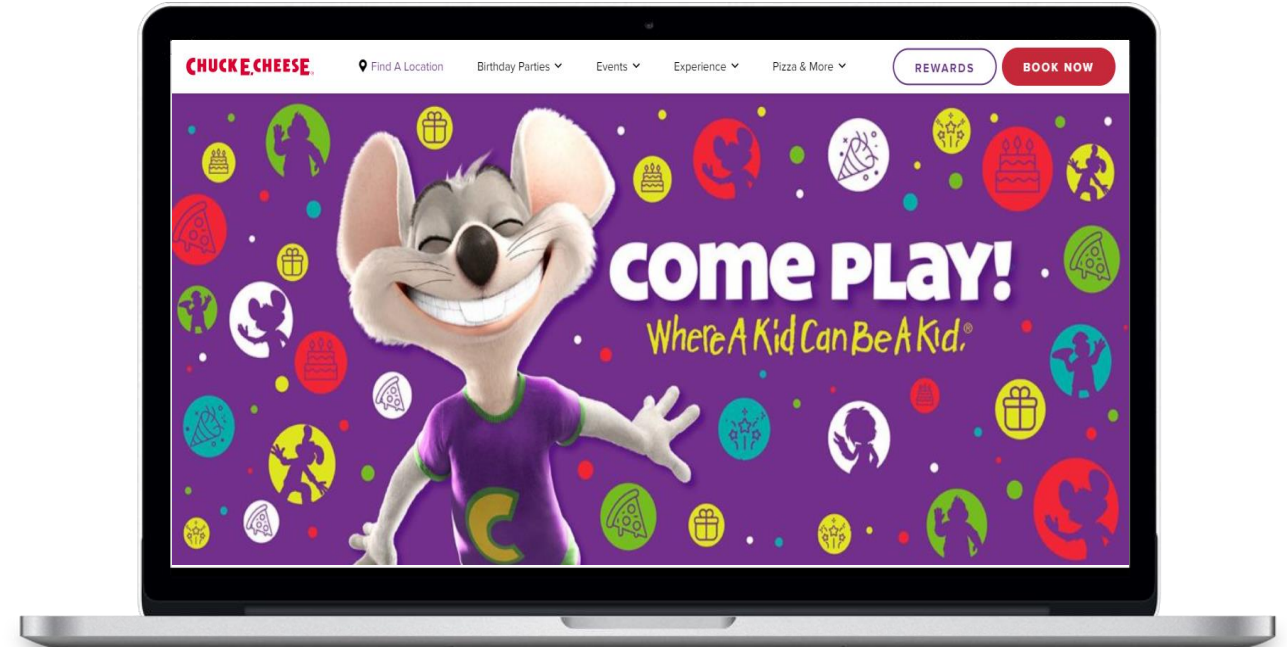 CHUCK E. CHEESE®
Find A Location
Birthday Parties
Events
Experience
Pizza & More
REWARDS
BOOK NOW
COME PLAY!
Where A Kid Can Be A Kid.®
C